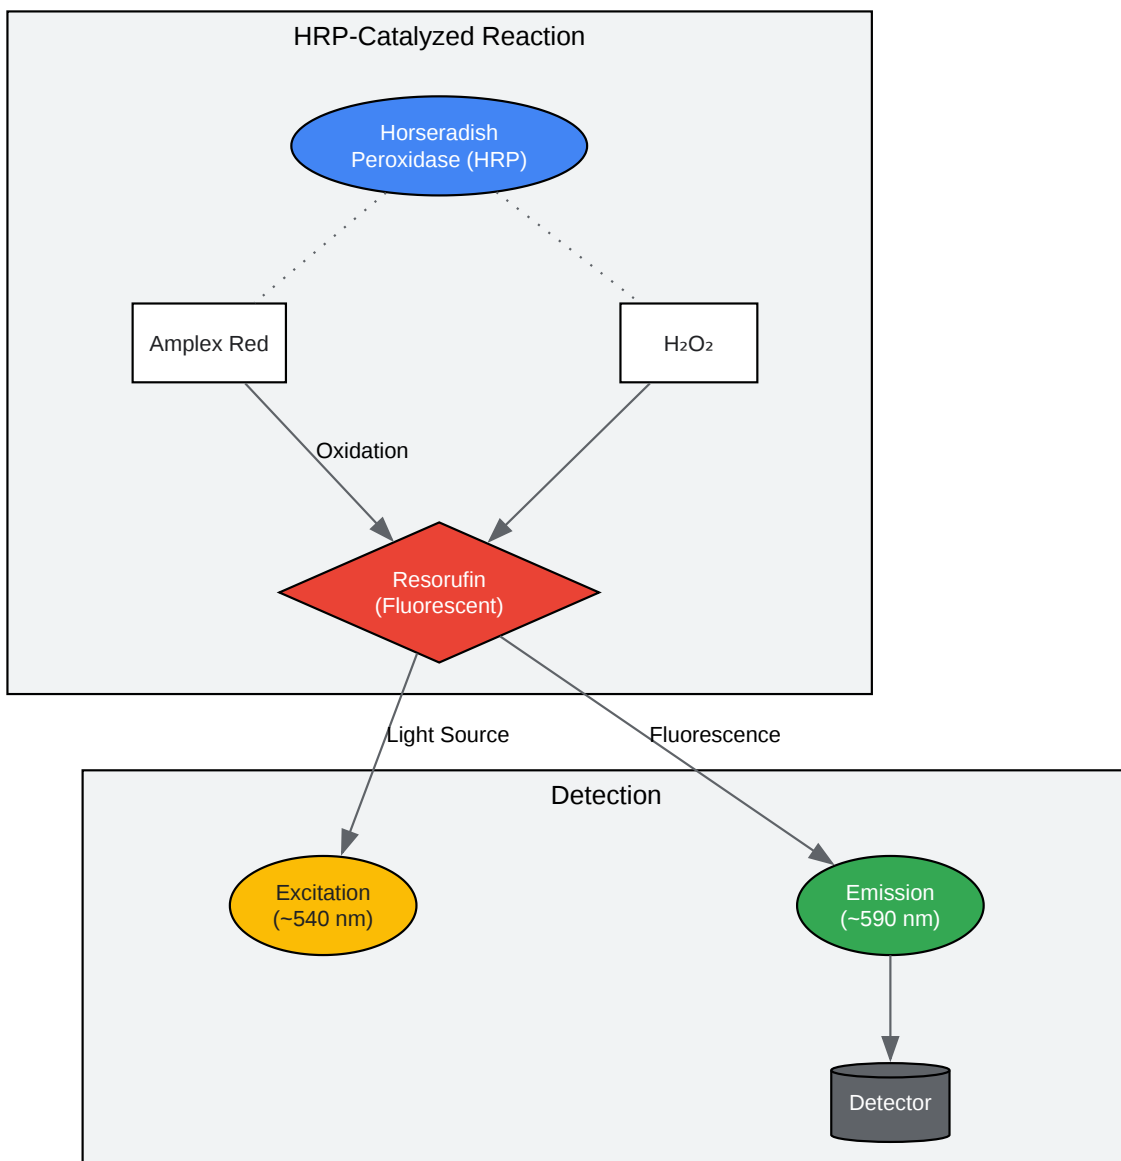 HRP-Catalyzed Reaction
Horseradish
Peroxidase (HRP)
Amplex Red
H₂O₂
Oxidation
Resorufin
(Fluorescent)
Light Source
Fluorescence
Detection
Excitation
(~540 nm)
Emission
(~590 nm)
Detector